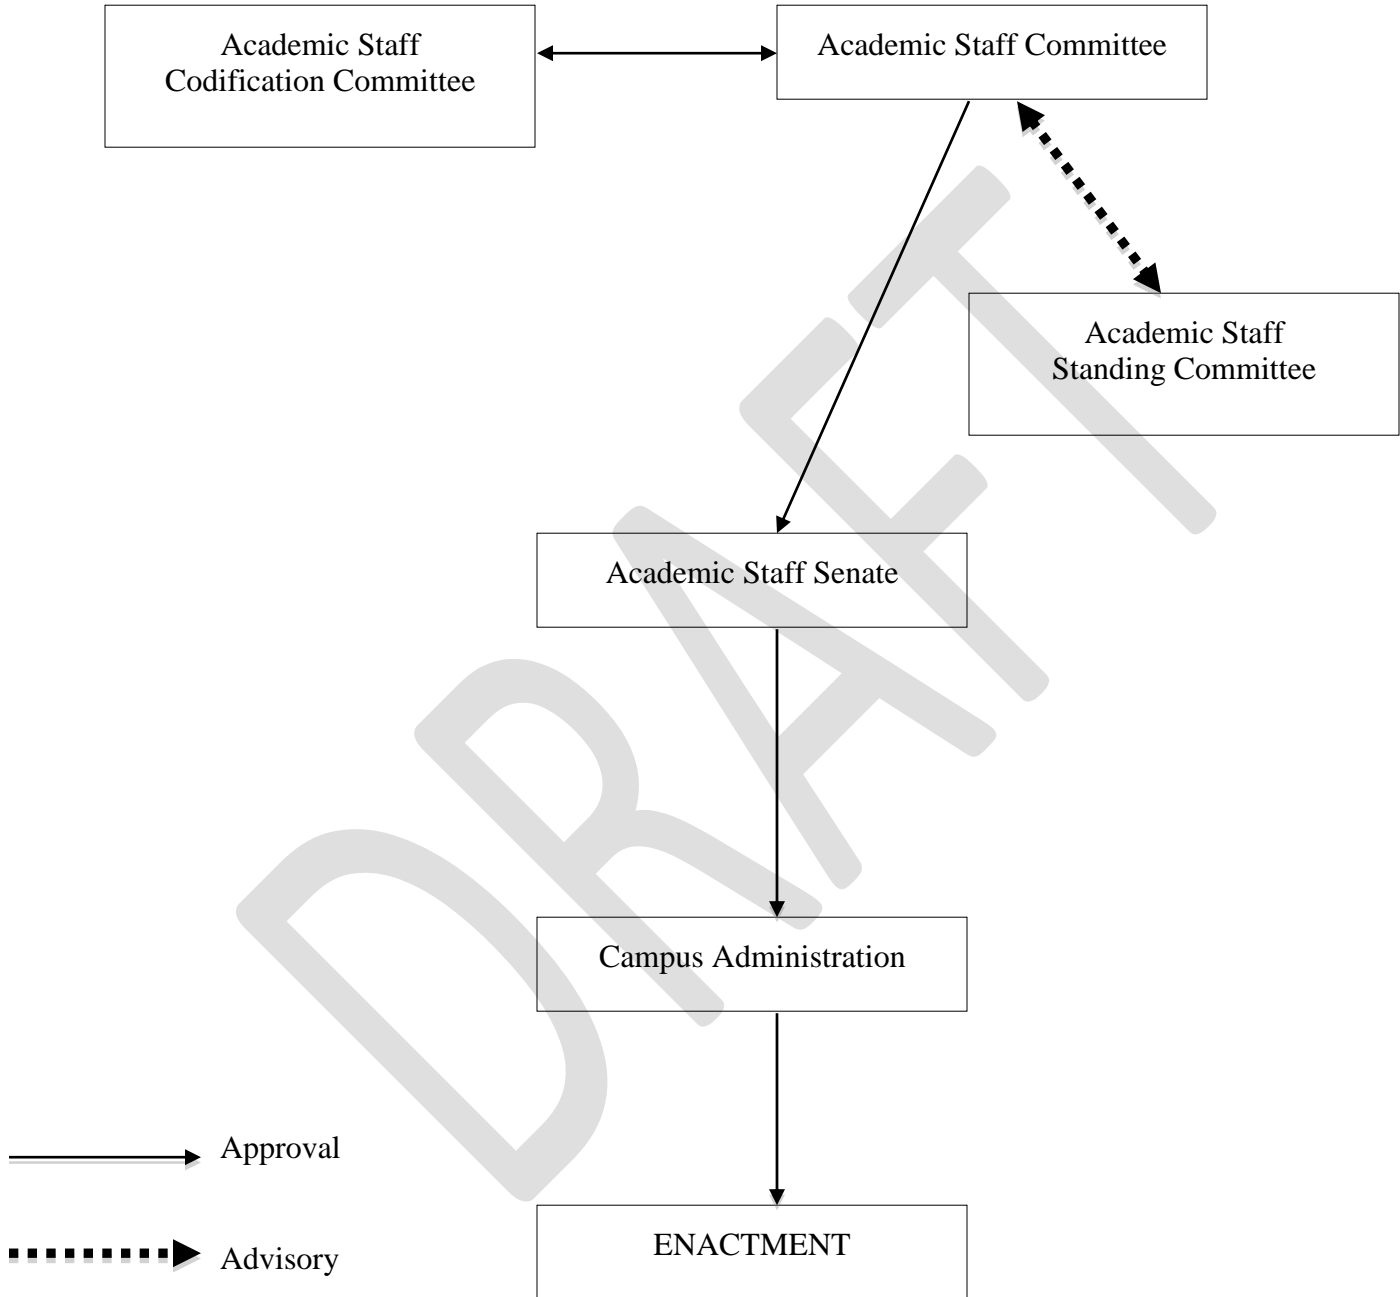 Academic Staff
Codification Committee
Academic Staff Committee
Academic Staff
Standing Committee
Academic Staff Senate
Campus Administration
ENACTMENT
Approval
Advisory
DRAFT